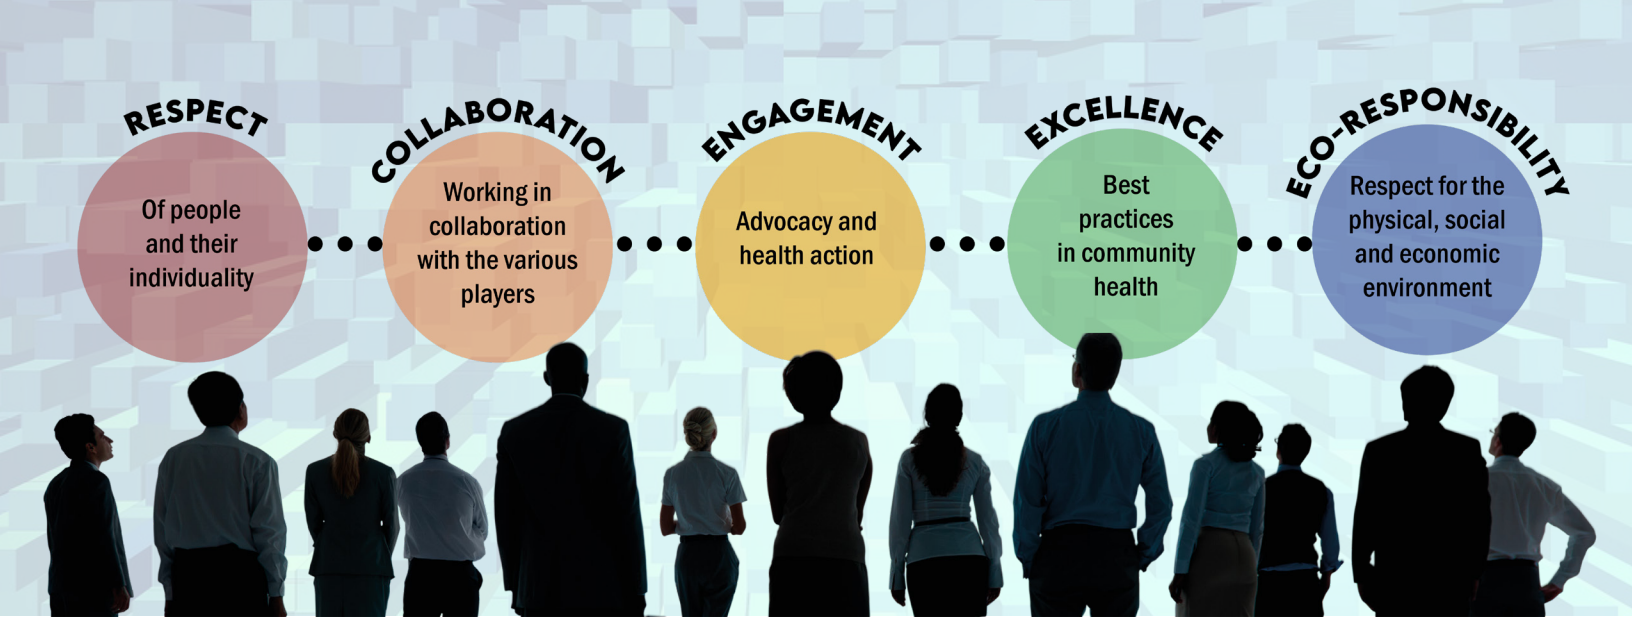 RESPECT
Of people
and their
individuality
COLLABORATION
Working in
collaboration
with the various
players
ENGAGEMENT
Advocacy and
health action
EXCELLENCE
Best
practices
in community
health
ECO-RESPONSIBILITY
Respect for the
physical, social
and economic
environment